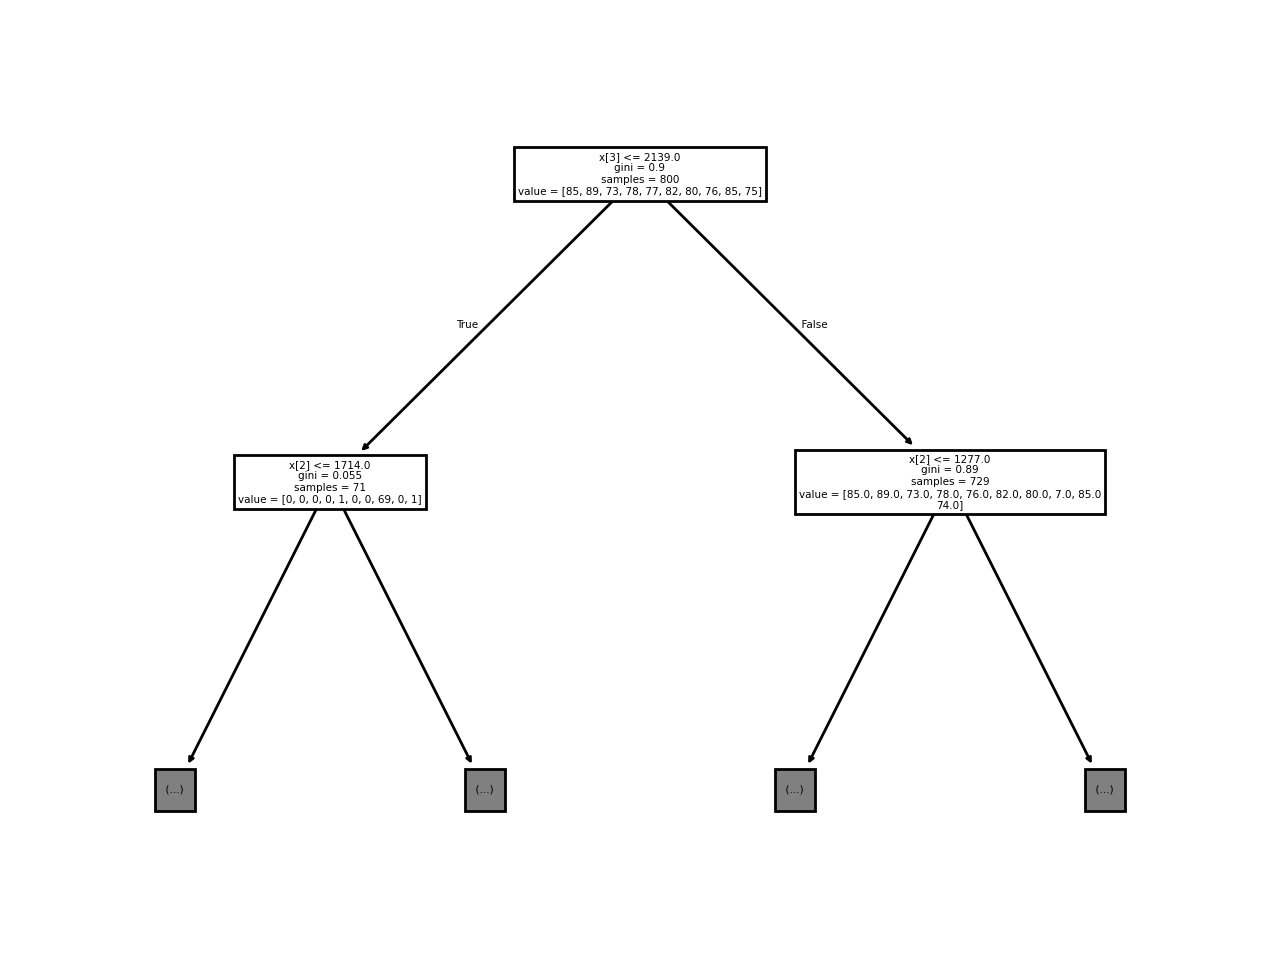 x[3] <= 2139.0
gini = 0.9
samples = 800
value = [85, 89, 73, 78, 77, 82, 80, 76, 85, 75]
True
False
x[2] <= 1714.0
gini = 0.055
samples = 71
value = [0, 0, 0, 0, 1, 0, 0, 69, 0, 1]
x[2] <= 1277.0
gini = 0.89
samples = 729
value = [85.0, 89.0, 73.0, 78.0, 76.0, 82.0, 80.0, 7.0, 85.0
74.0]
(...)
(...)
(...)
(...)